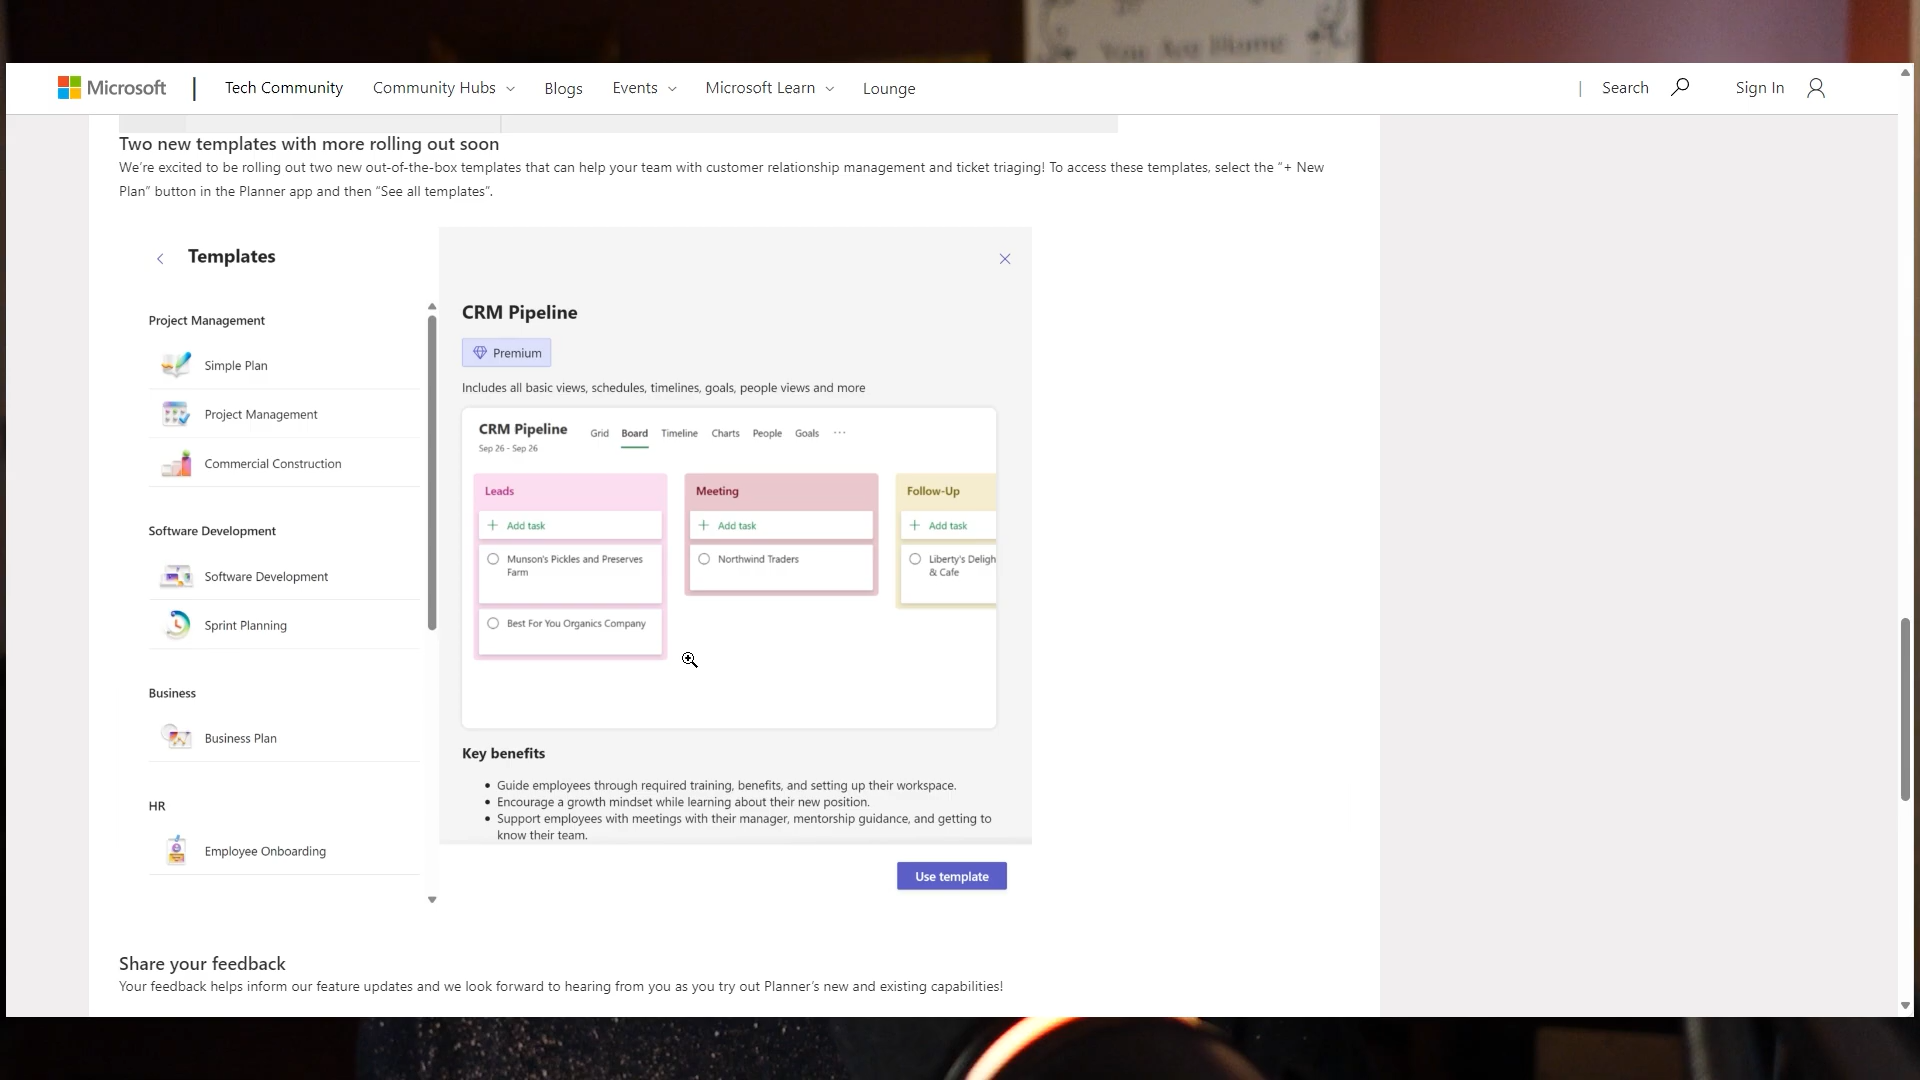 You Are Home
Microsoft
Tech Community
Community Hubs
Blogs
Events
Microsoft Learn
Lounge
Search
Sign In
Two new templates with more rolling out soon
We’re excited to be rolling out two new out-of-the-box templates that can help your team with customer relationship management and ticket triaging! To access these templates, select the “+ New
Plan” button in the Planner app and then “See all templates”.
Templates
Project Management
Simple Plan
Project Management
Commercial Construction
Software Development
Software Development
Sprint Planning
Business
Business Plan
HR
Employee Onboarding
CRM Pipeline
Premium
Includes all basic views, schedules, timelines, goals, people views and more
CRM Pipeline
Sep 26 - Sep 26
Grid
Board
Timeline
Charts
People
Goals
Leads
Add task
Munson's Pickles and Preserves
Farm
Best For You Organics Company
Meeting
Add task
Northwind Traders
Follow-Up
Add task
Liberty's Deligh
& Cafe
Key benefits
Guide employees through required training, benefits, and setting up their workspace.
Encourage a growth mindset while learning about their new position.
Support employees with meetings with their manager, mentorship guidance, and getting to
know their team.
Use template
Share your feedback
Your feedback helps inform our feature updates and we look forward to hearing from you as you try out Planner’s new and existing capabilities!